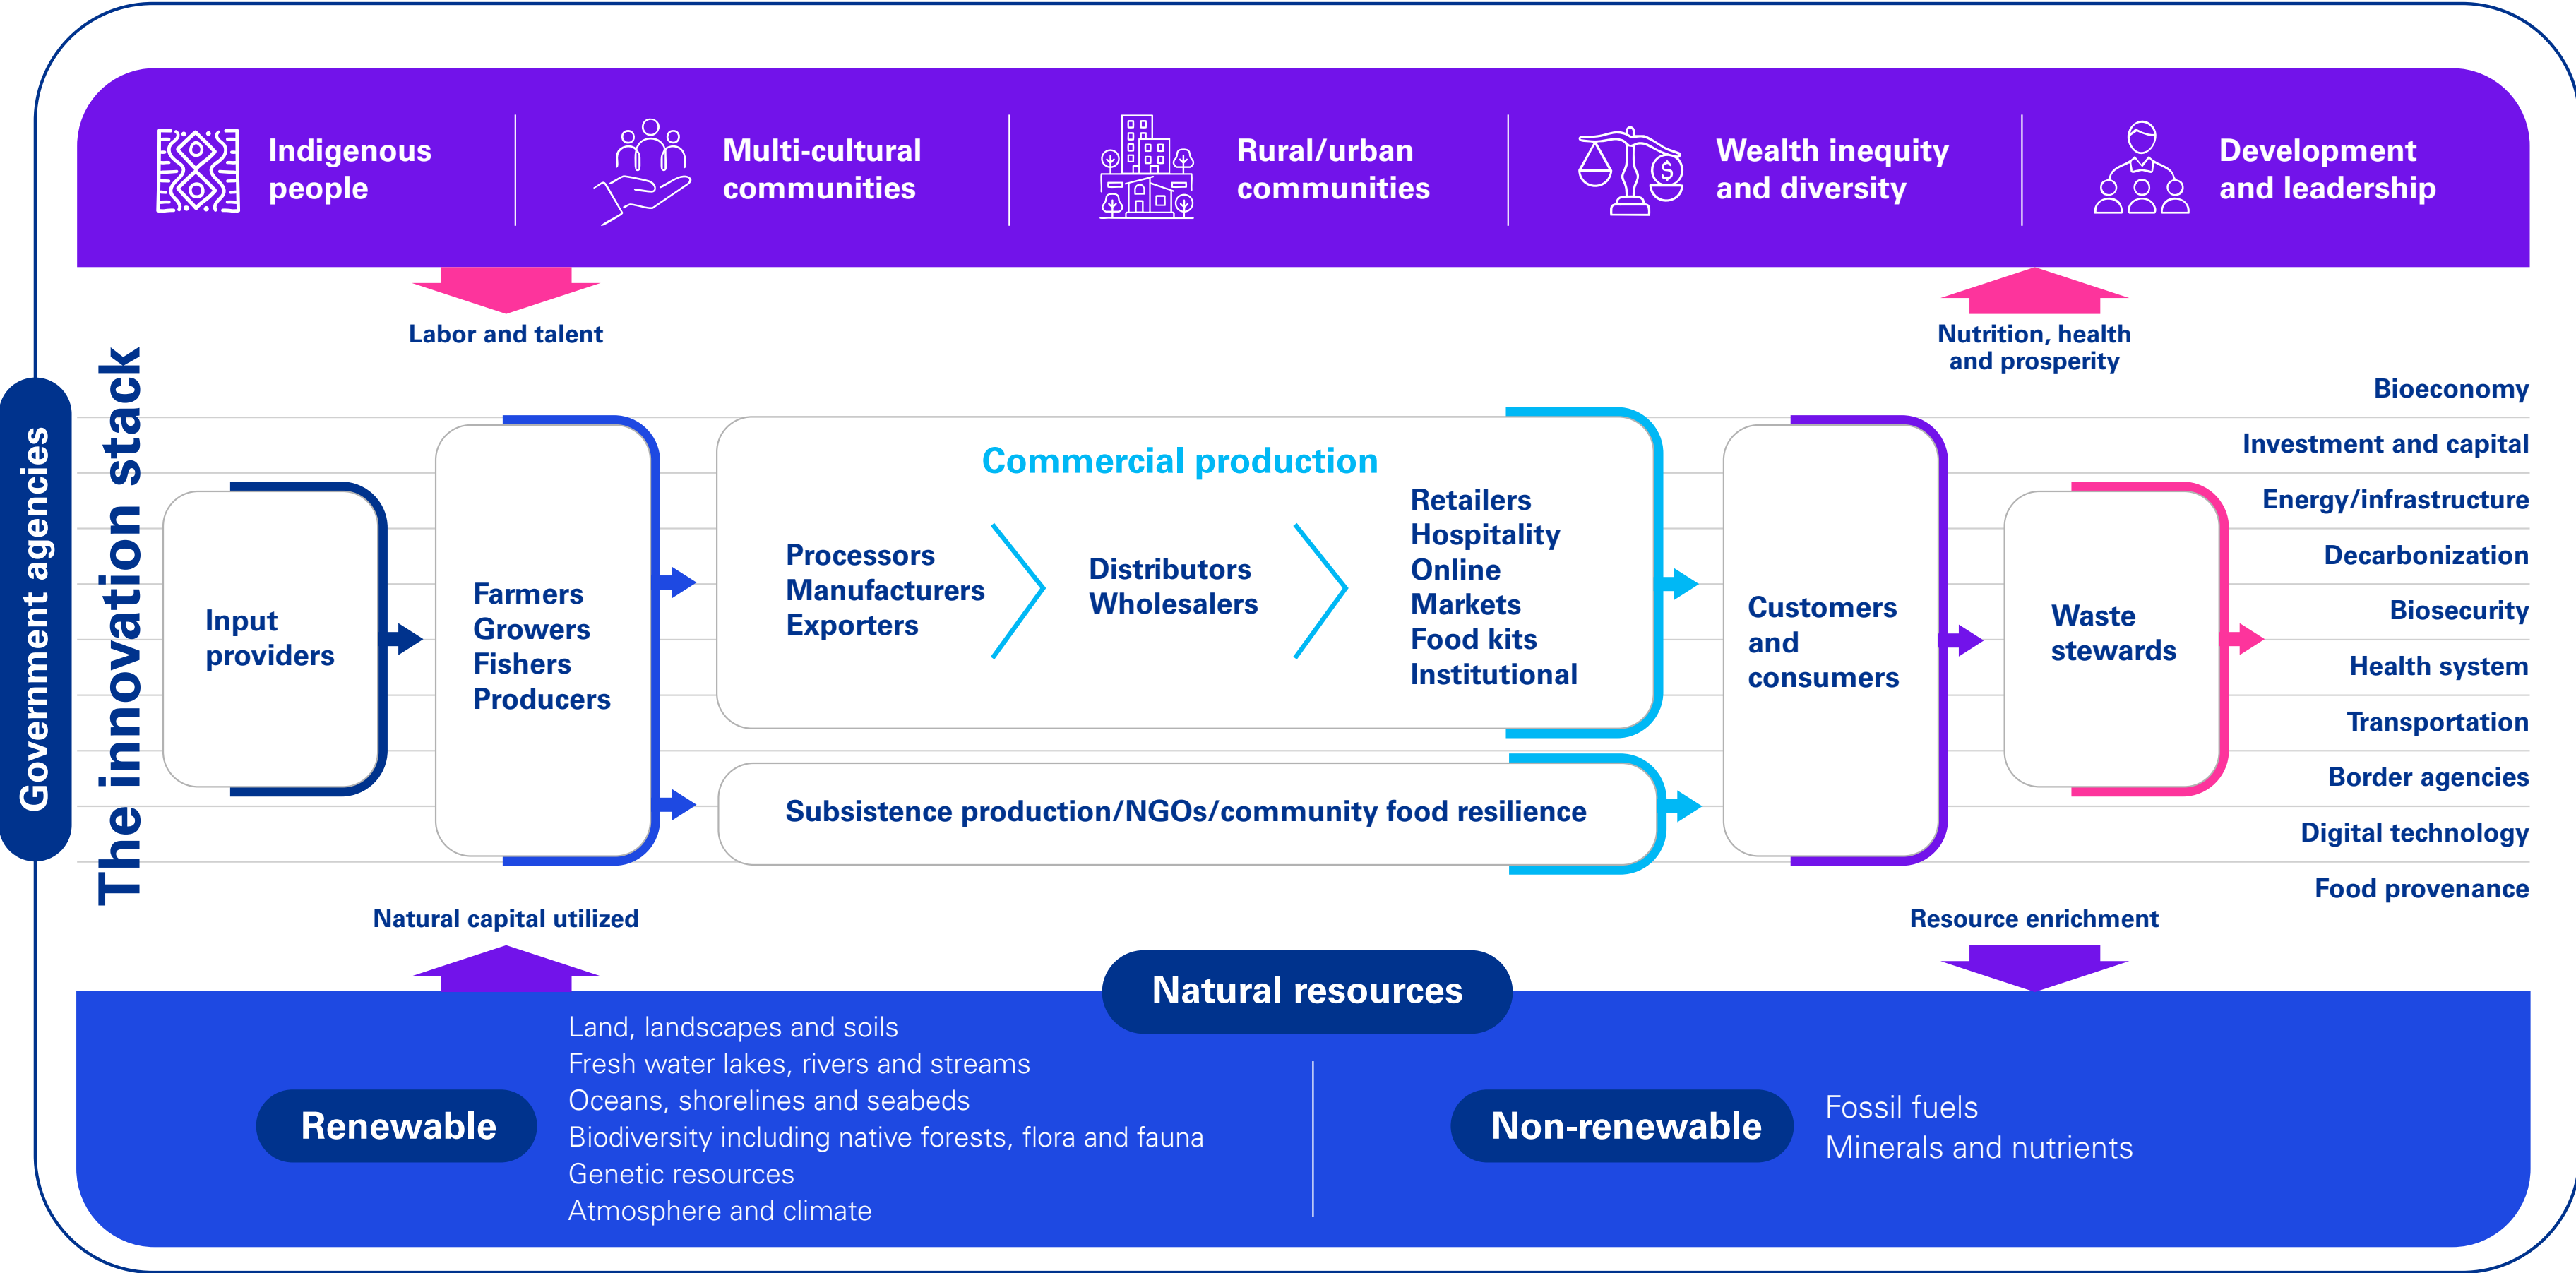 Indigenous
people
Multi-cultural
communities
Rural/urban
communities
Wealth inequity
and diversity
$
Development
and leadership
Labor and talent
Nutrition, health
and prosperity
Government agencies
The innovation stack
Input
providers
Farmers
Growers
Fishers
Producers
Commercial production
Processors
Manufacturers
Exporters
Distributors
Wholesalers
Retailers
Hospitality
Online
Markets
Food kits
Institutional
Subsistence production/NGOs/community food resilience
Customers
and
consumers
Waste
stewards
Bioeconomy
Investment and capital
Energy/infrastructure
Decarbonization
Biosecurity
Health system
Transportation
Border agencies
Digital technology
Food provenance
Natural capital utilized
Resource enrichment
Natural resources
Renewable
Land, landscapes and soils
Fresh water lakes, rivers and streams
Oceans, shorelines and seabeds
Biodiversity including native forests, flora and fauna
Genetic resources
Atmosphere and climate
Non-renewable
Fossil fuels
Minerals and nutrients